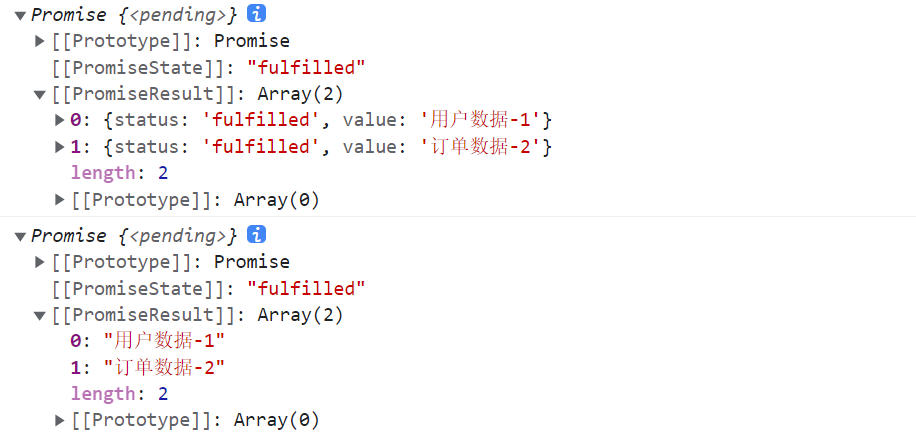 Promise {<pending>} i
[[Prototype]]: Promise
[[PromiseState]]: "fulfilled"
[[PromiseResult]]: Array(2)
0: {status: 'fulfilled', value: '用户数据-1'}
1: {status: 'fulfilled', value: '订单数据-2'}
length: 2
[[Prototype]]: Array(0)
Promise {<pending>} i
[[Prototype]]: Promise
[[PromiseState]]: "fulfilled"
[[PromiseResult]]: Array(2)
0: "用户数据-1"
1: "订单数据-2"
length: 2
[[Prototype]]: Array(0)